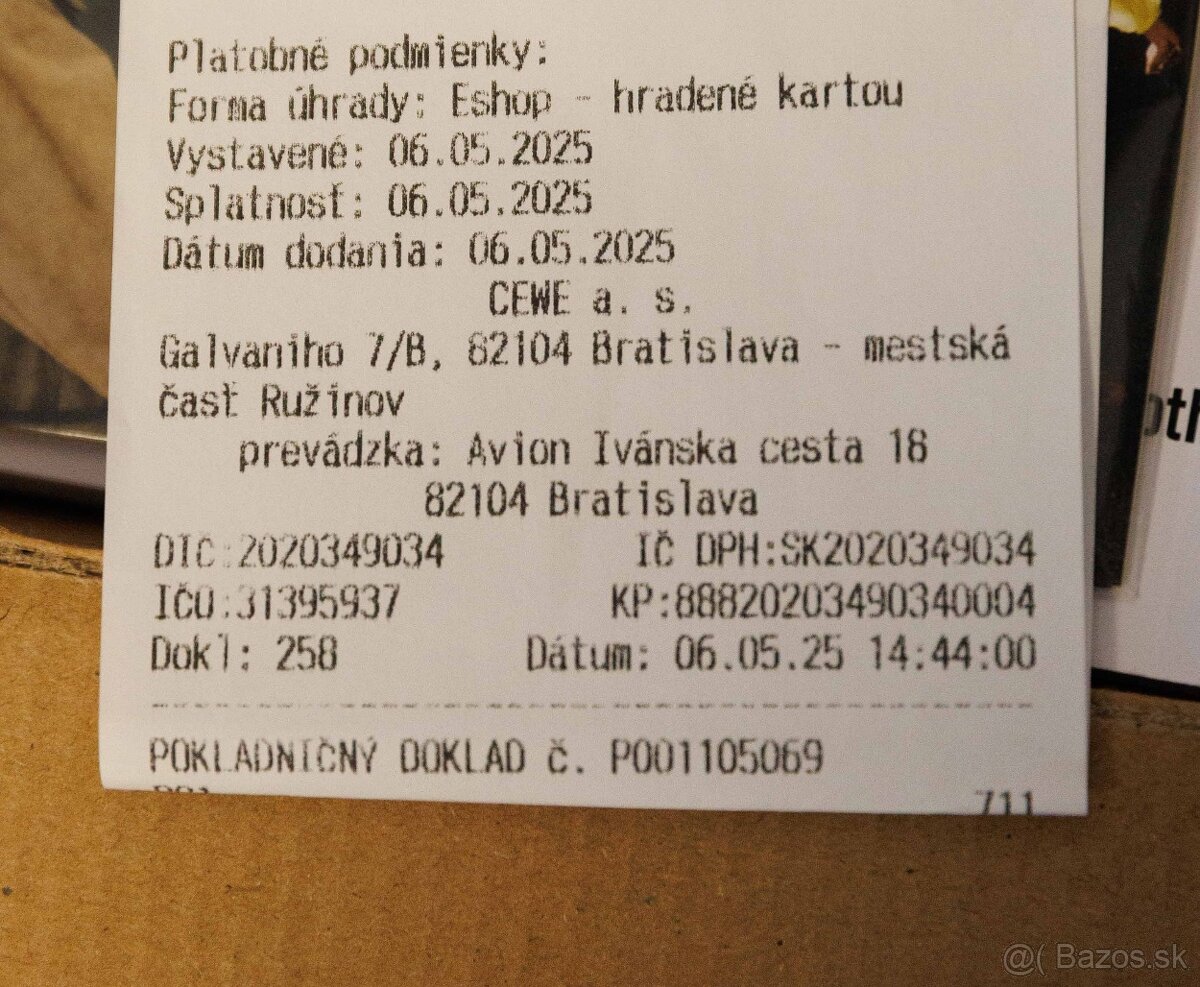 Platobné podmienky:
Forma úhrady: Eshop - hradené kartou
Vystavené: 06.05.2025
Splatnosť: 06.05.2025
Dátum dodania: 06.05.2025
CEWE a. s.
Galvaniho 7/B, 82104 Bratislava - mestská
časť Ružinov
prevádzka: Avion Ivánska cesta 16
82104 Bratislava
DIČ:2020349034 IČ DPH:SK2020349034
IČO:31395937 KP:88820203490340004
Dokl: 258 Dátum: 06.05.25 14:44:00
POKLADNIČNÝ DOKLAD č. P001105069
711
@( Bazos.sk